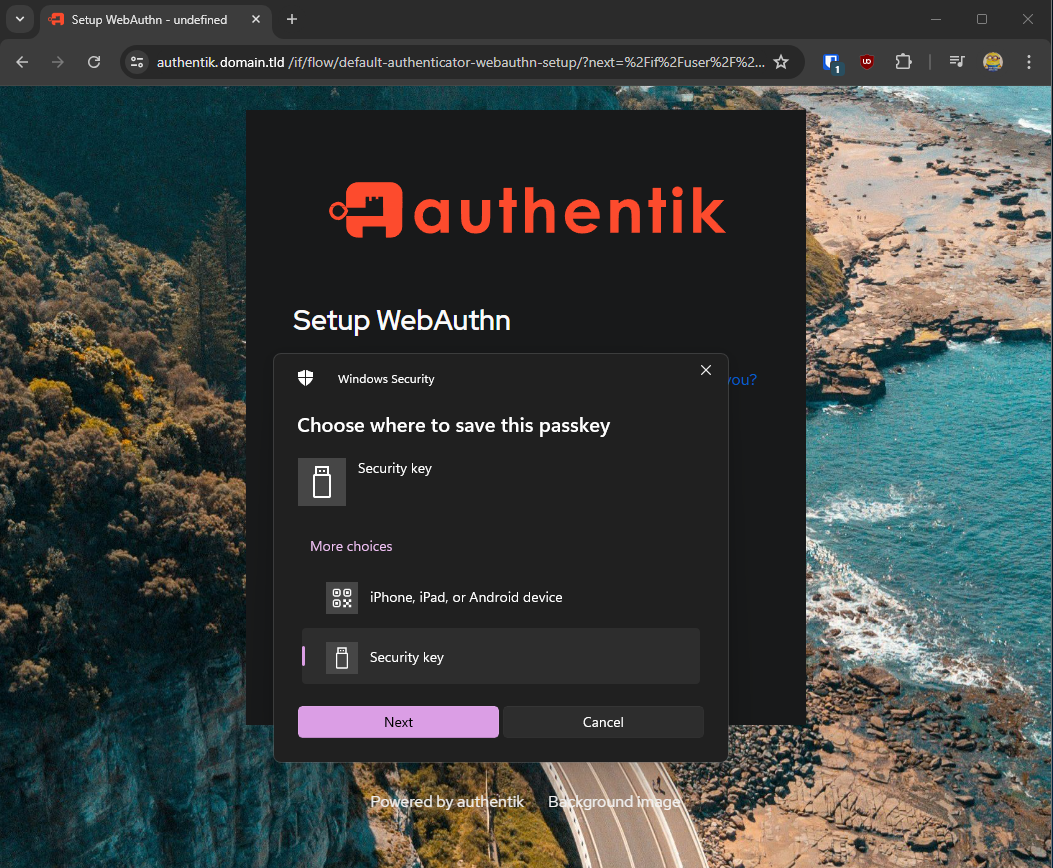 Setup WebAuthn - undefined
authentik.domain.tld /if/flow/default-authenticator-webauthn-setup/?next=%2Fif%2Fuser%2F%2...
1
UD
authentik
Setup WebAuthn
you?
Windows Security
Choose where to save this passkey
Security key
More choices
iPhone, iPad, or Android device
Security key
Next Cancel
Powered by authentik Background image